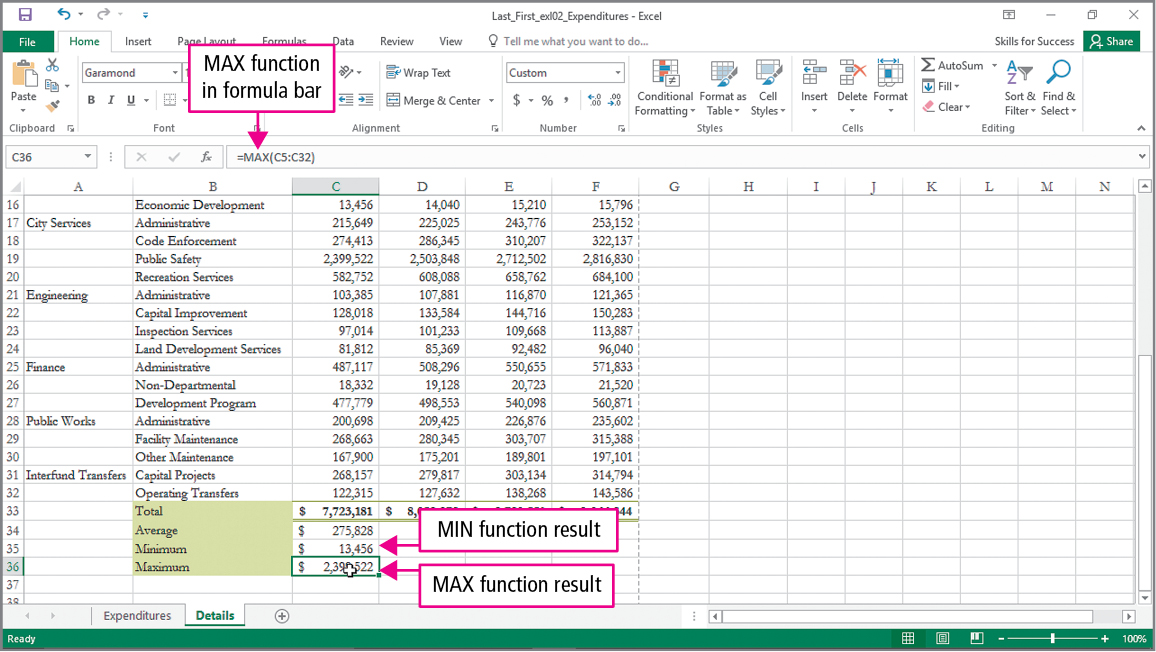 Last_First_exl02_Expenditures - Excel
File Home Insert Page Layout Formulas Data Review View Tell me what you want to do... Skills for Success Share
MAX function
in formula bar
Paste
Clipboard
Garamond
B I U
Font
Wrap Text
Merge & Center
Alignment
Custom
$ % ,
Number
Conditional Formatting
Format as Table
Cell Styles
Styles
Insert Delete Format
Cells
AutoSum
Fill
Clear
Sort & Filter
Find & Select
Editing
C36 fx =MAX(C5:C32)
A B C D E F G H I J K L M N
16 Economic Development 13,456 14,040 15,210 15,796
17 City Services Administrative 215,649 225,025 243,776 253,152
18 Code Enforcement 274,413 286,345 310,207 322,137
19 Public Safety 2,399,522 2,503,848 2,712,502 2,816,830
20 Recreation Services 582,752 608,088 658,762 684,100
21 Engineering Administrative 103,385 107,881 116,870 121,365
22 Capital Improvement 128,018 133,584 144,716 150,283
23 Inspection Services 97,014 101,233 109,668 113,887
24 Land Development Services 81,812 85,369 92,482 96,040
25 Finance Administrative 487,117 508,296 550,655 571,833
26 Non-Departmental 18,332 19,128 20,723 21,520
27 Development Program 477,779 498,553 540,098 560,871
28 Public Works Administrative 200,698 209,425 226,876 235,602
29 Facility Maintenance 268,663 280,345 303,707 315,388
30 Other Maintenance 167,900 175,201 189,801 197,101
31 Interfund Transfers Capital Projects 268,157 279,817 303,134 314,794
32 Operating Transfers 122,315 127,632 138,268 143,586
33 Total $ 7,723,181 $
34 Average $ 275,828
MIN function result
35 Minimum $ 13,456
36 Maximum $
MAX function result
37
38
Expenditures Details
Ready 100%